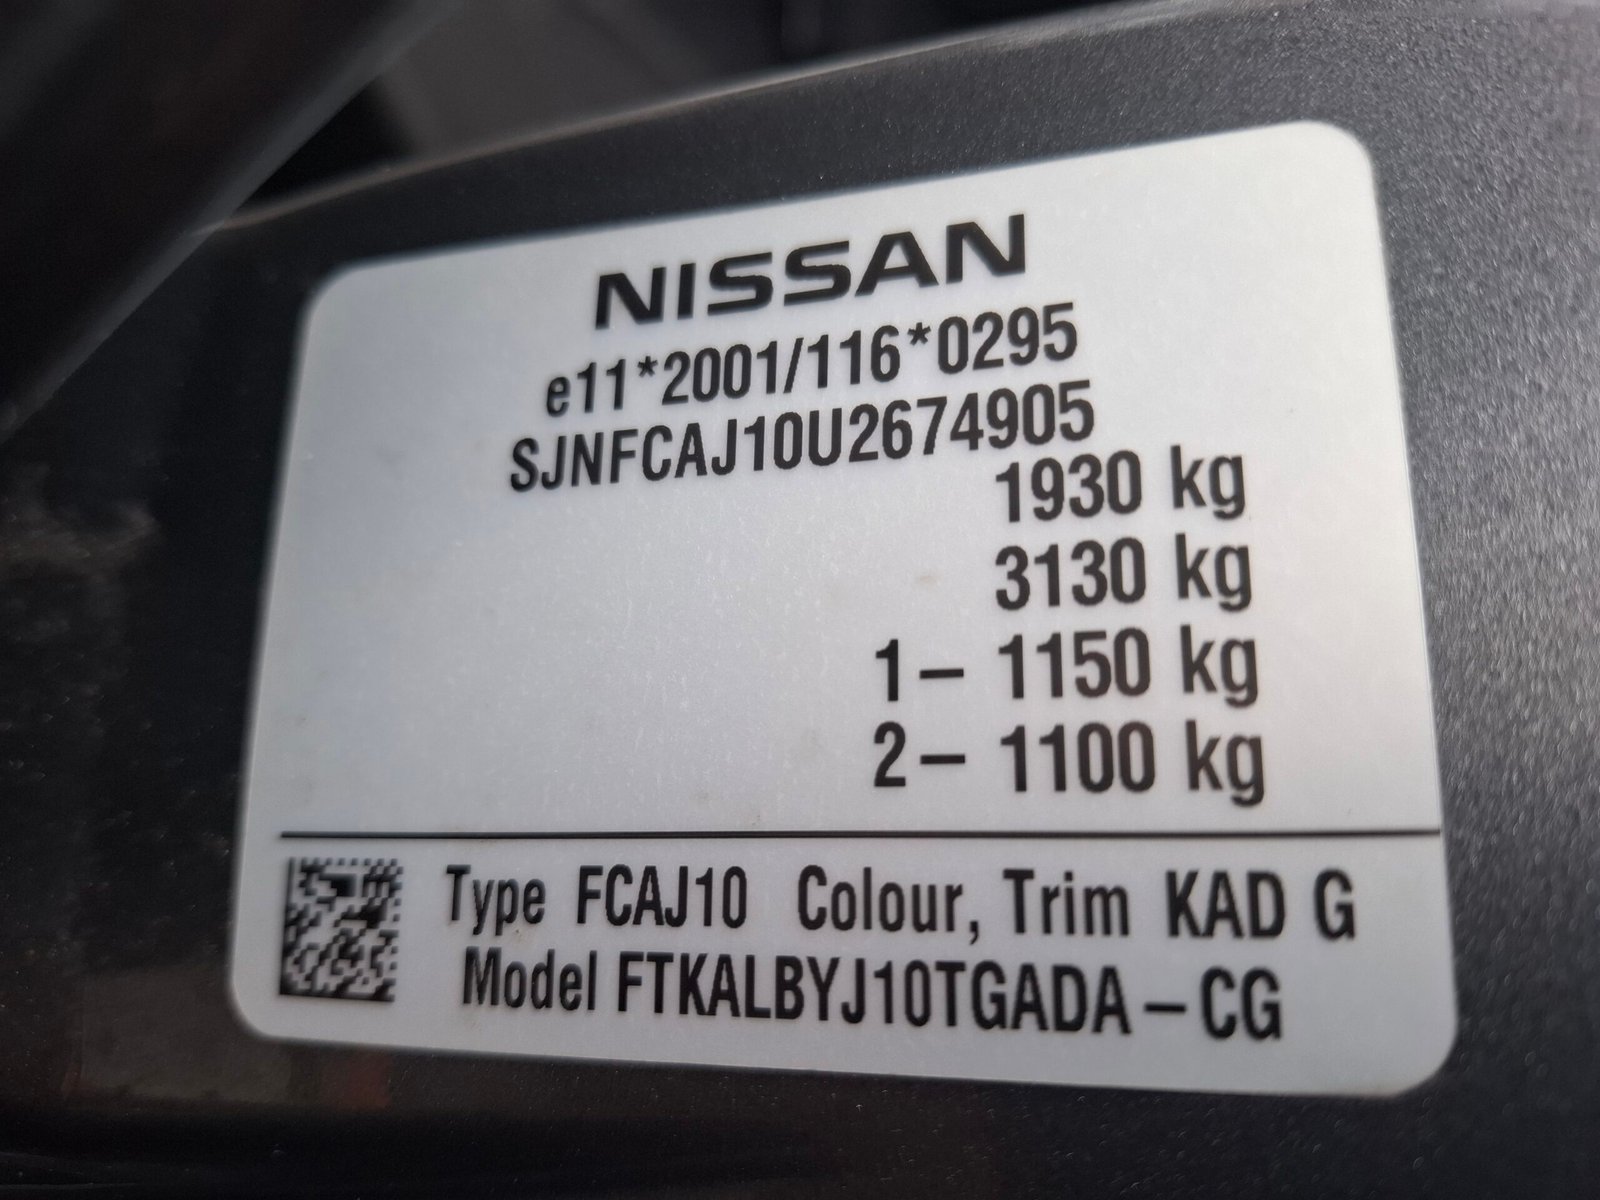 NISSAN
e11*2001/116*0295
SJNFCAJ10U2674905
1930 kg
3130 kg
1– 1150 kg
2– 1100 kg
Type FCAJ10 Colour, Trim KAD G
Model FTKALBYJ10TGADA–CG